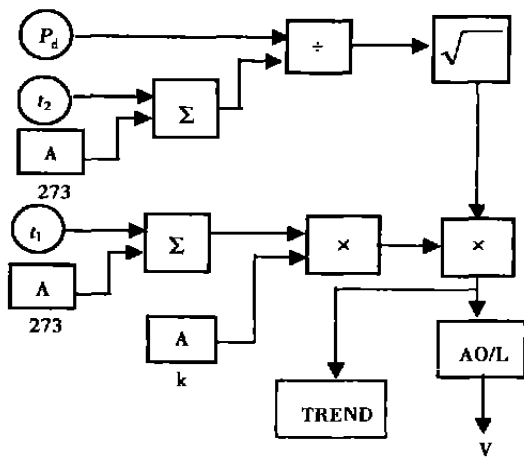 Pd
÷
√
t2
Σ
A
273
t1
Σ
×
×
A
273
A
k
AO/L
TREND
V